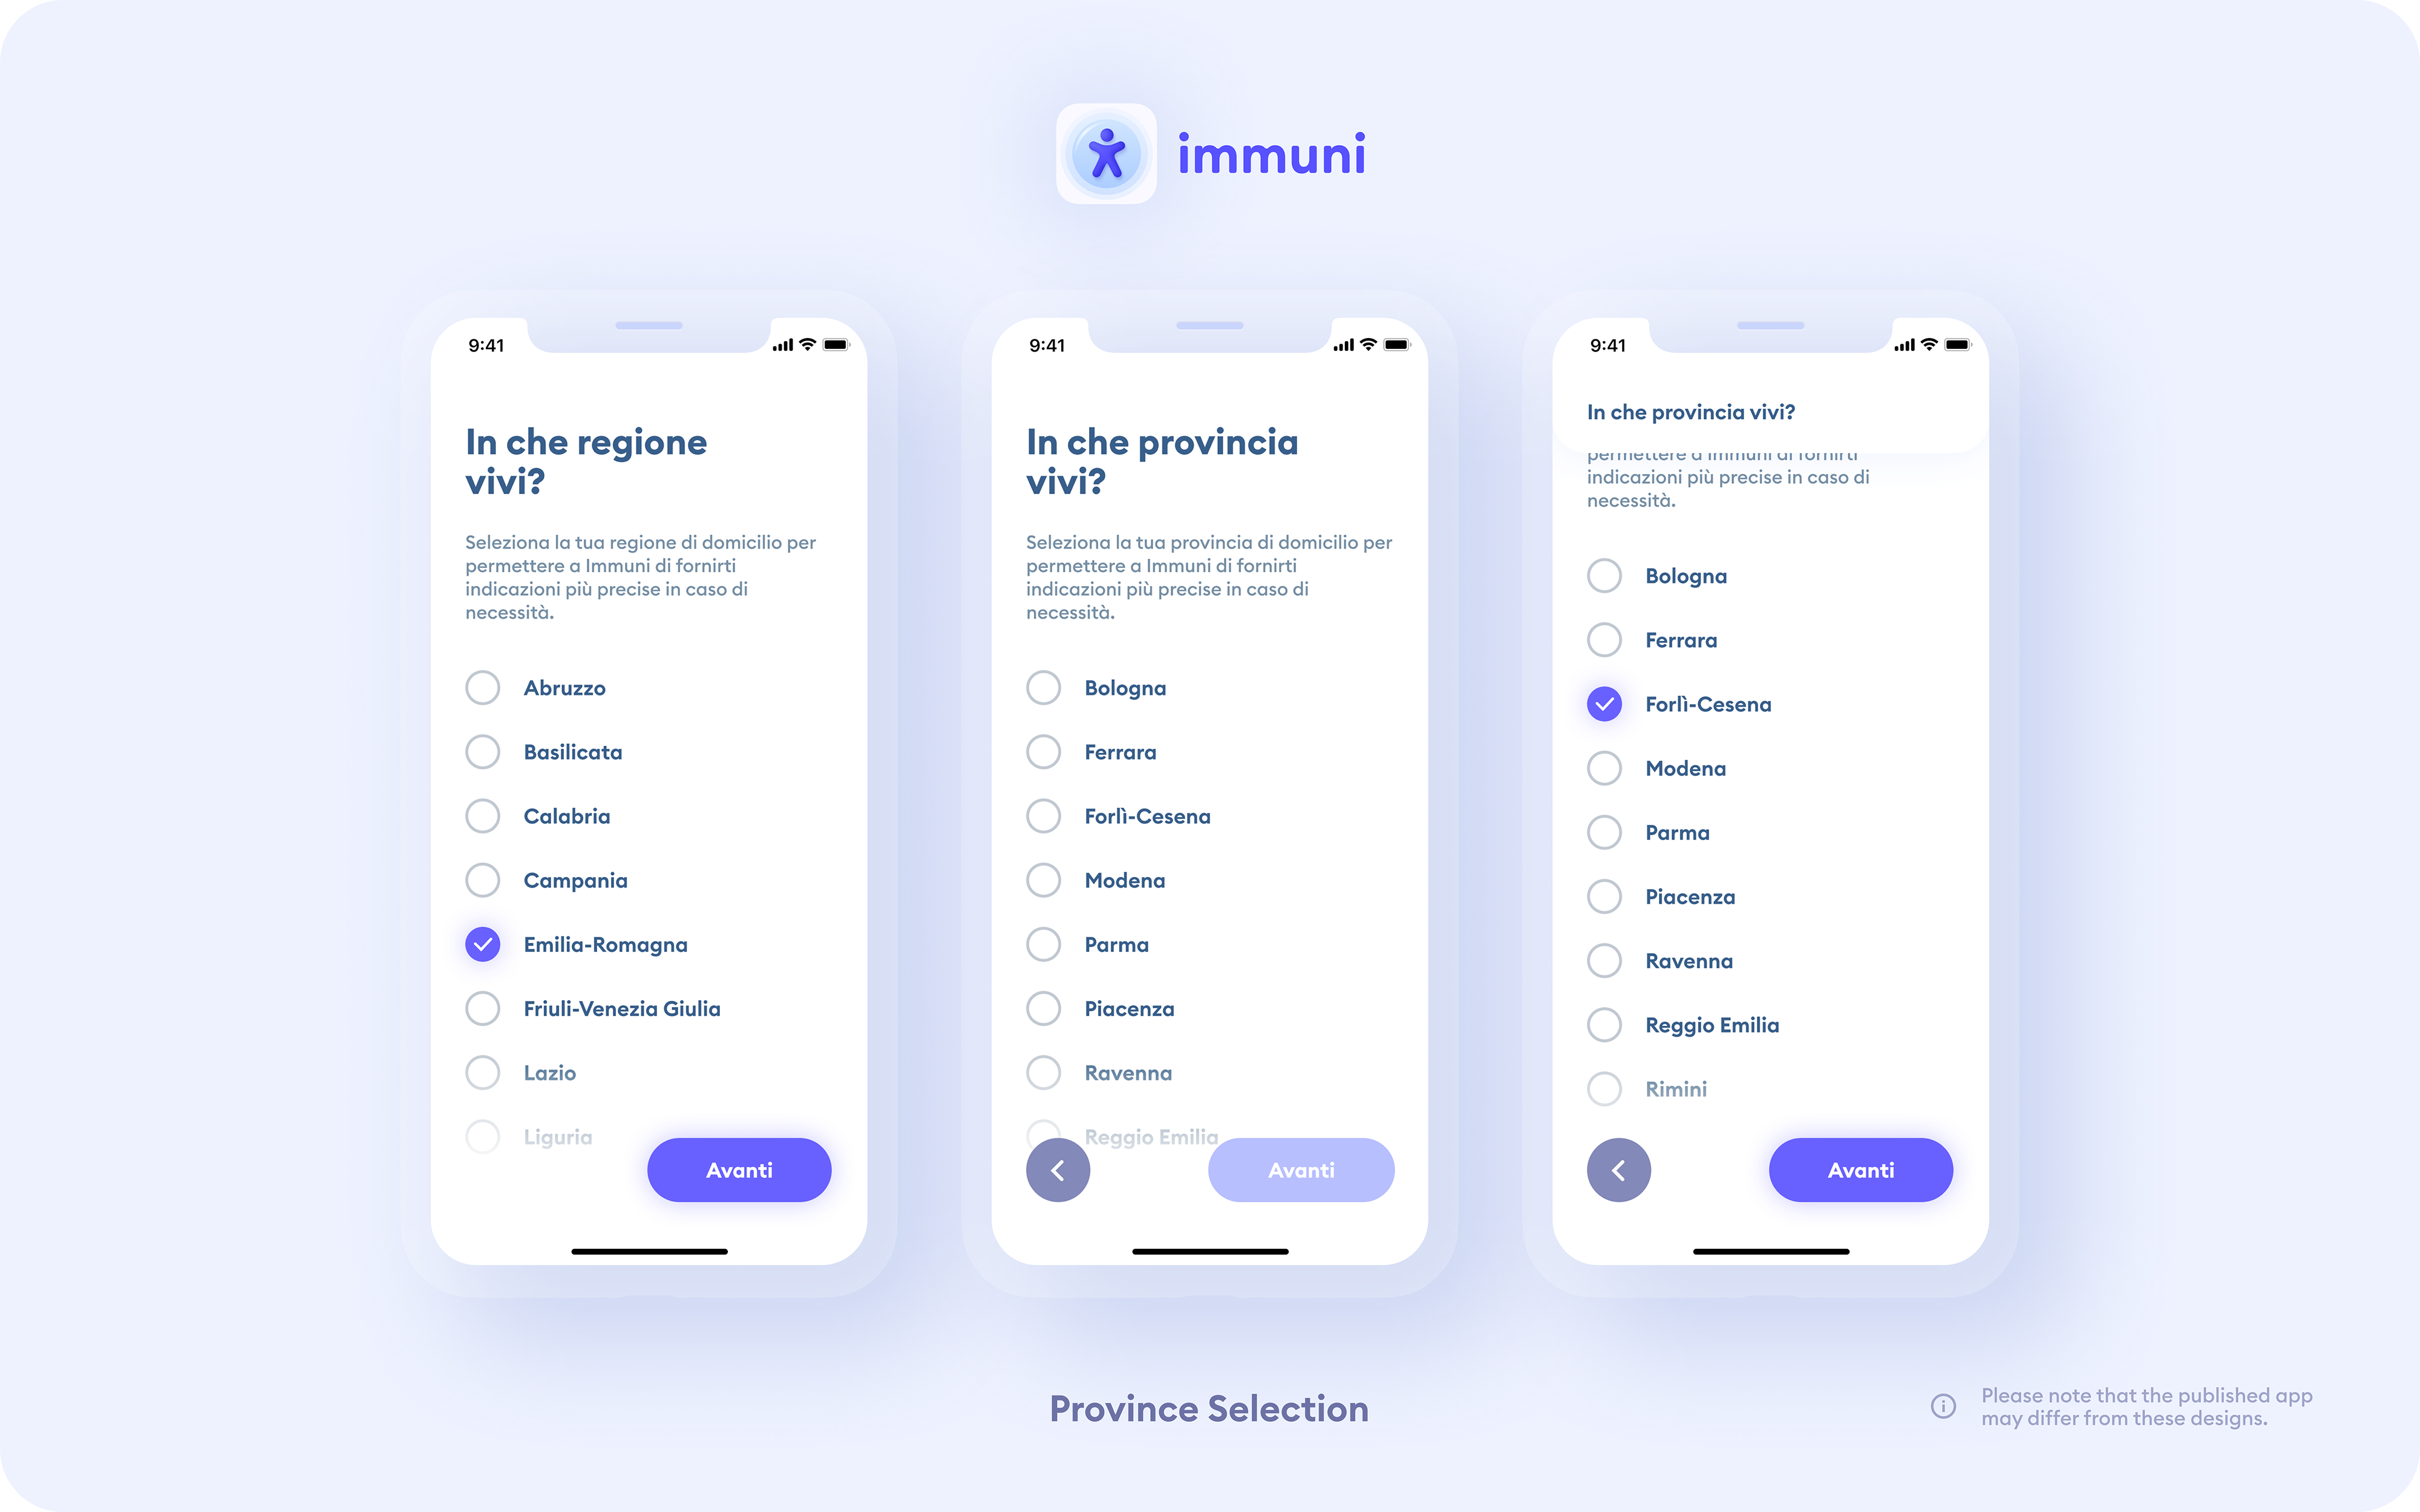 immuni
9:41
In che regione
vivi?
Seleziona la tua regione di domicilio per
permettere a Immuni di fornirti
indicazioni più precise in caso di
necessità.
Abruzzo
Basilicata
Calabria
Campania
Emilia-Romagna
Friuli-Venezia Giulia
Lazio
Liguria
Avanti
9:41
In che provincia
vivi?
Seleziona la tua provincia di domicilio per
permettere a Immuni di fornirti
indicazioni più precise in caso di
necessità.
Bologna
Ferrara
Forlì-Cesena
Modena
Parma
Piacenza
Ravenna
Reggio Emilia
Avanti
9:41
In che provincia vivi?
permettere a Immuni di fornirti
indicazioni più precise in caso di
necessità.
Bologna
Ferrara
Forlì-Cesena
Modena
Parma
Piacenza
Ravenna
Reggio Emilia
Rimini
Avanti
Province Selection
Please note that the published app
may differ from these designs.